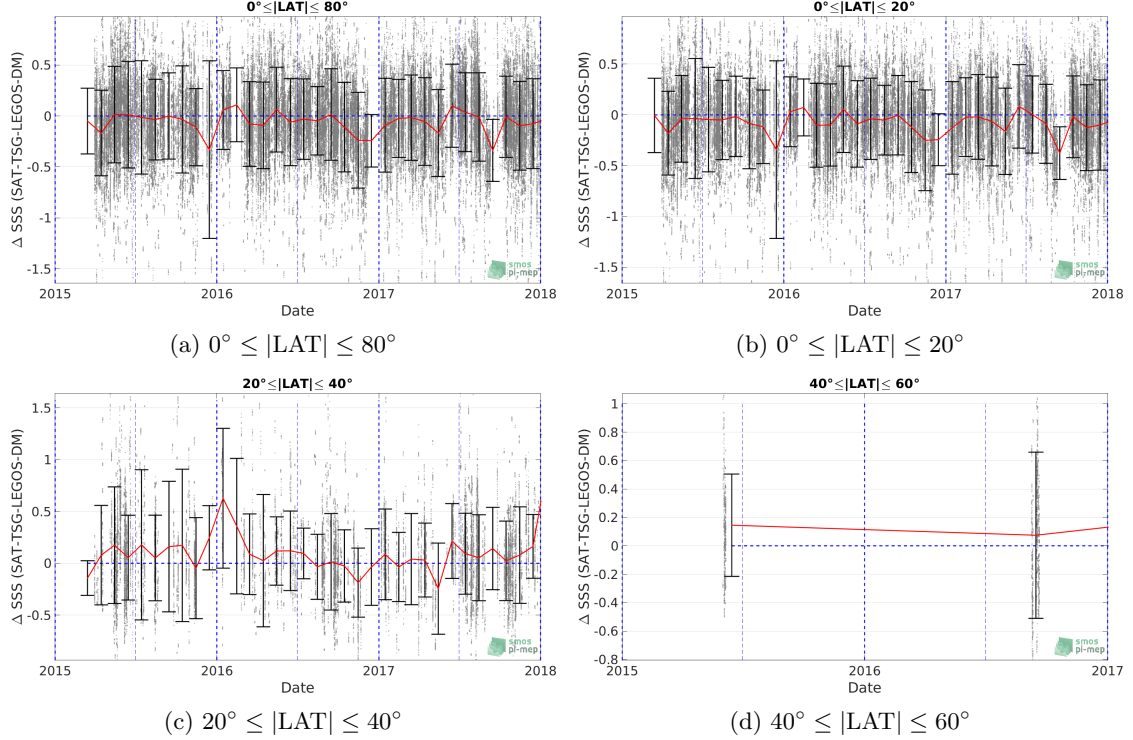 0°≤|LAT|≤ 80°
Δ SSS (SAT-TSG-LEGOS-DM)
0.5
0
-0.5
-1
-1.5
2015 2016 2017 2018
Date
smos
pi-mep
(a) 0° ≤ |LAT| ≤ 80°
0°≤|LAT|≤ 20°
Δ SSS (SAT-TSG-LEGOS-DM)
0.5
0
-0.5
-1
-1.5
2015 2016 2017 2018
Date
smos
pi-mep
(b) 0° ≤ |LAT| ≤ 20°
20°≤|LAT|≤ 40°
Δ SSS (SAT-TSG-LEGOS-DM)
1.5
1
0.5
0
-0.5
2015 2016 2017 2018
Date
smos
pi-mep
(c) 20° ≤ |LAT| ≤ 40°
40°≤|LAT|≤ 60°
Δ SSS (SAT-TSG-LEGOS-DM)
1
0.8
0.6
0.4
0.2
0
-0.2
-0.4
-0.6
-0.8
2015 2016 2017
Date
smos
pi-mep
(d) 40° ≤ |LAT| ≤ 60°